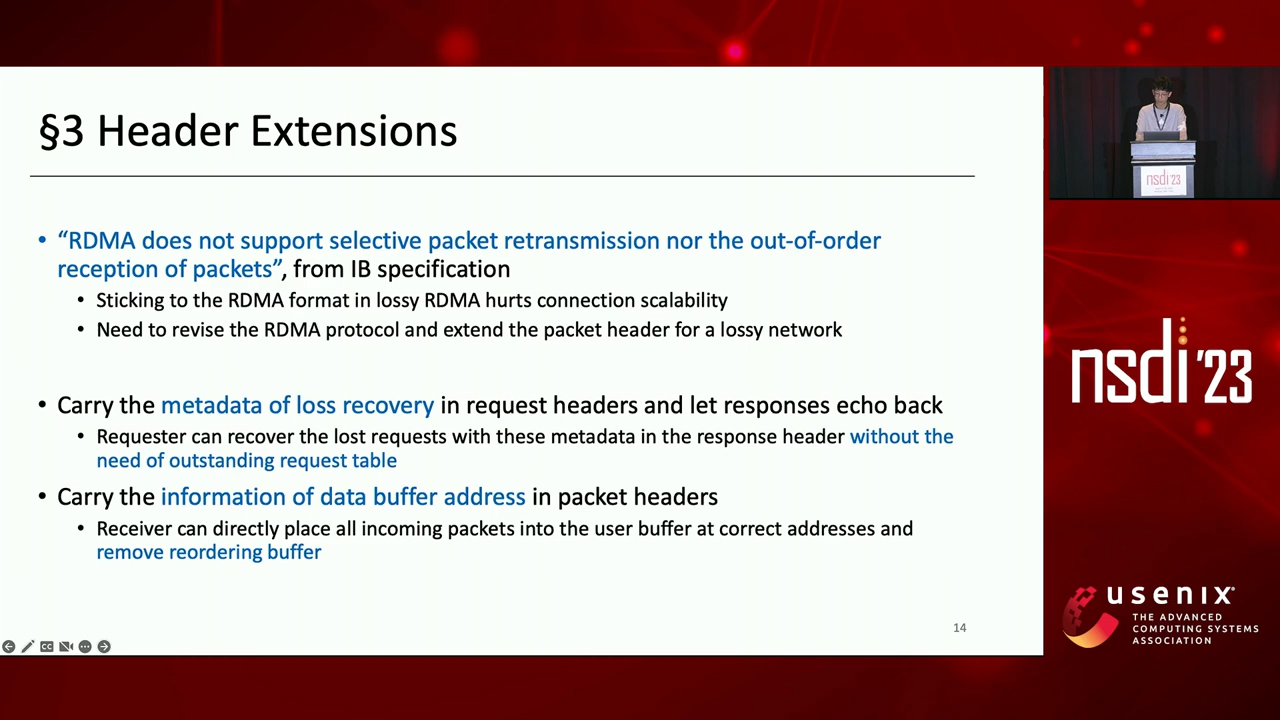 §3 Header Extensions
• “RDMA does not support selective packet retransmission nor the out-of-order
reception of packets”, from IB specification
• Sticking to the RDMA format in lossy RDMA hurts connection scalability
• Need to revise the RDMA protocol and extend the packet header for a lossy network
• Carry the metadata of loss recovery in request headers and let responses echo back
• Requester can recover the lost requests with these metadata in the response header without the
need of outstanding request table
• Carry the information of data buffer address in packet headers
• Receiver can directly place all incoming packets into the user buffer at correct addresses and
remove reordering buffer
14
CC
nsdi'23
nsdi '23
usenix®
THE ADVANCED
COMPUTING SYSTEMS
ASSOCIATION